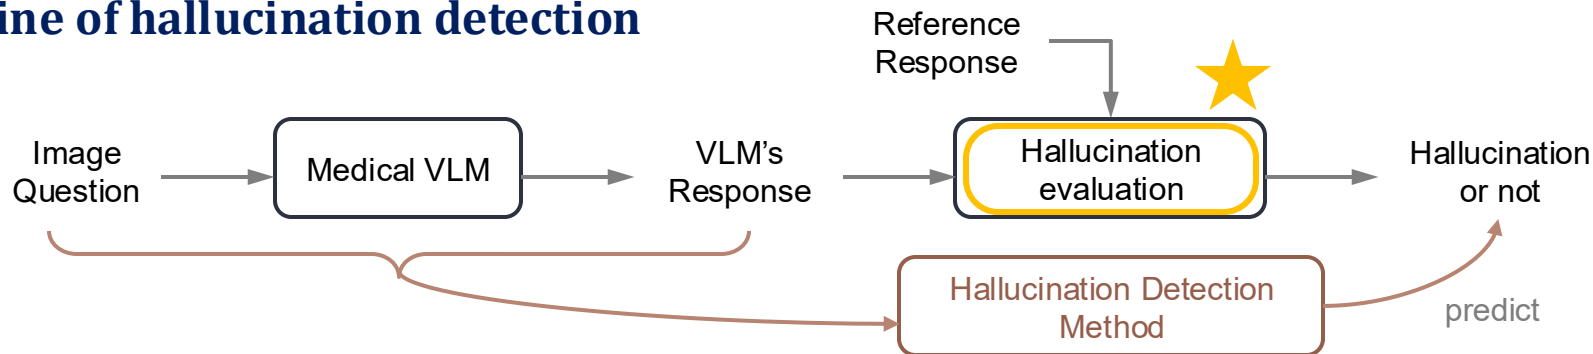 ine of hallucination detection
Reference
Response
Image
Question
Medical VLM
VLM’s
Response
Hallucination
evaluation
Hallucination
or not
Hallucination Detection
Method
predict